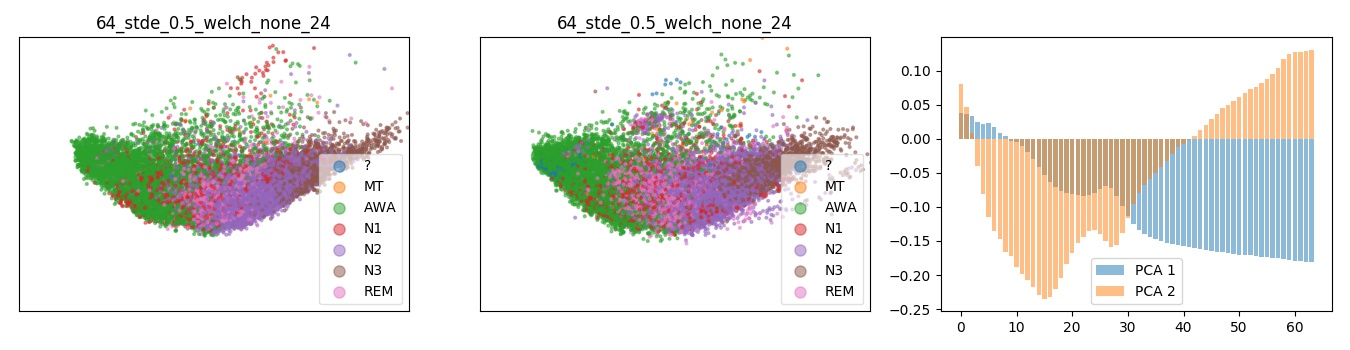 64_stde_0.5_welch_none_24
?
MT
AWA
N1
N2
N3
REM
64_stde_0.5_welch_none_24
?
MT
AWA
N1
N2
N3
REM
0.10
0.05
0.00
−0.05
−0.10
−0.15
−0.20
−0.25
PCA 1
PCA 2
0 10 20 30 40 50 60